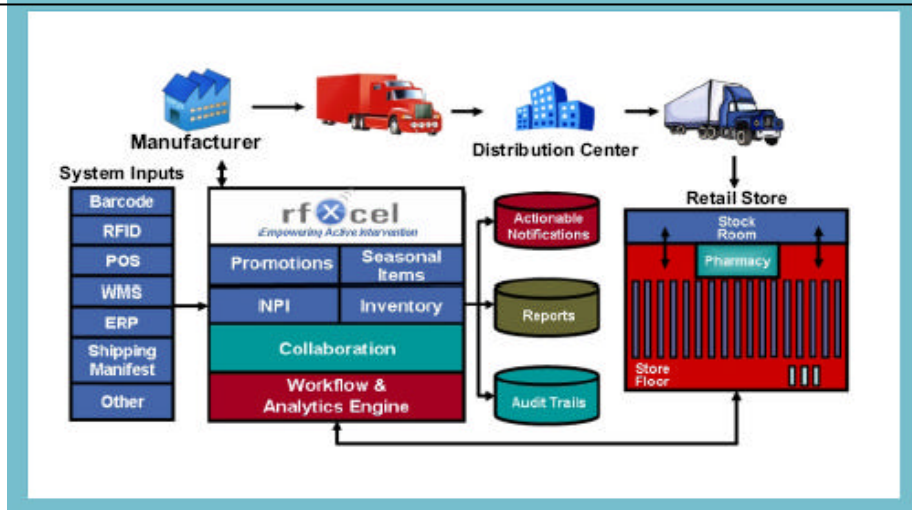 Manufacturer
Distribution Center
System Inputs
Barcode
RFID
POS
WMS
ERP
Shipping
Manifest
Other
rfxcel
Empowering Active Intervention
Promotions
Seasonal
Items
NPI
Inventory
Collaboration
Workflow &
Analytics Engine
Actionable
Notifications
Reports
Audit Trails
Retail Store
Stock
Room
Pharmacy
Store
Floor